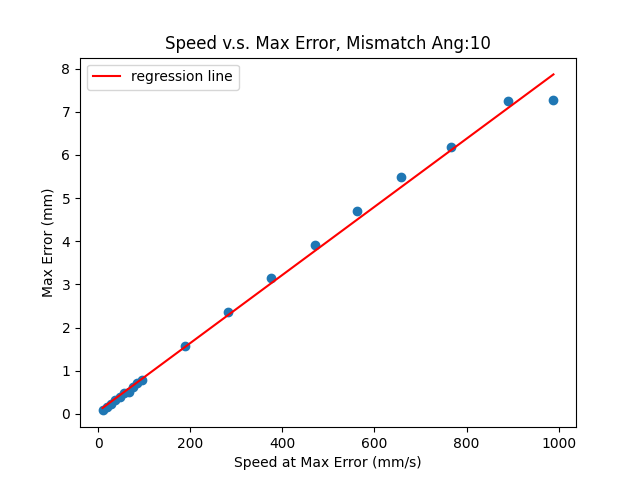 Speed v.s. Max Error, Mismatch Ang:10
regression line
8
7
6
5
4
3
2
1
0
Max Error (mm)
0 200 400 600 800 1000
Speed at Max Error (mm/s)